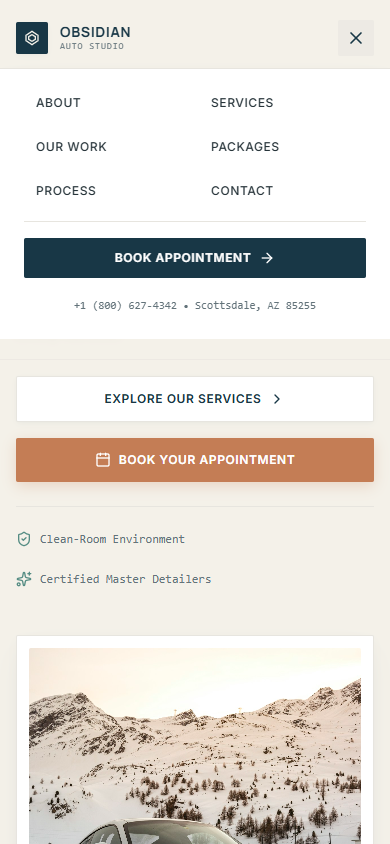 OBSIDIAN
AUTO STUDIO
ABOUT
SERVICES
OUR WORK
PACKAGES
PROCESS
CONTACT
BOOK APPOINTMENT
+1 (800) 627-4342 • Scottsdale, AZ 85255
EXPLORE OUR SERVICES
BOOK YOUR APPOINTMENT
Clean-Room Environment
Certified Master Detailers